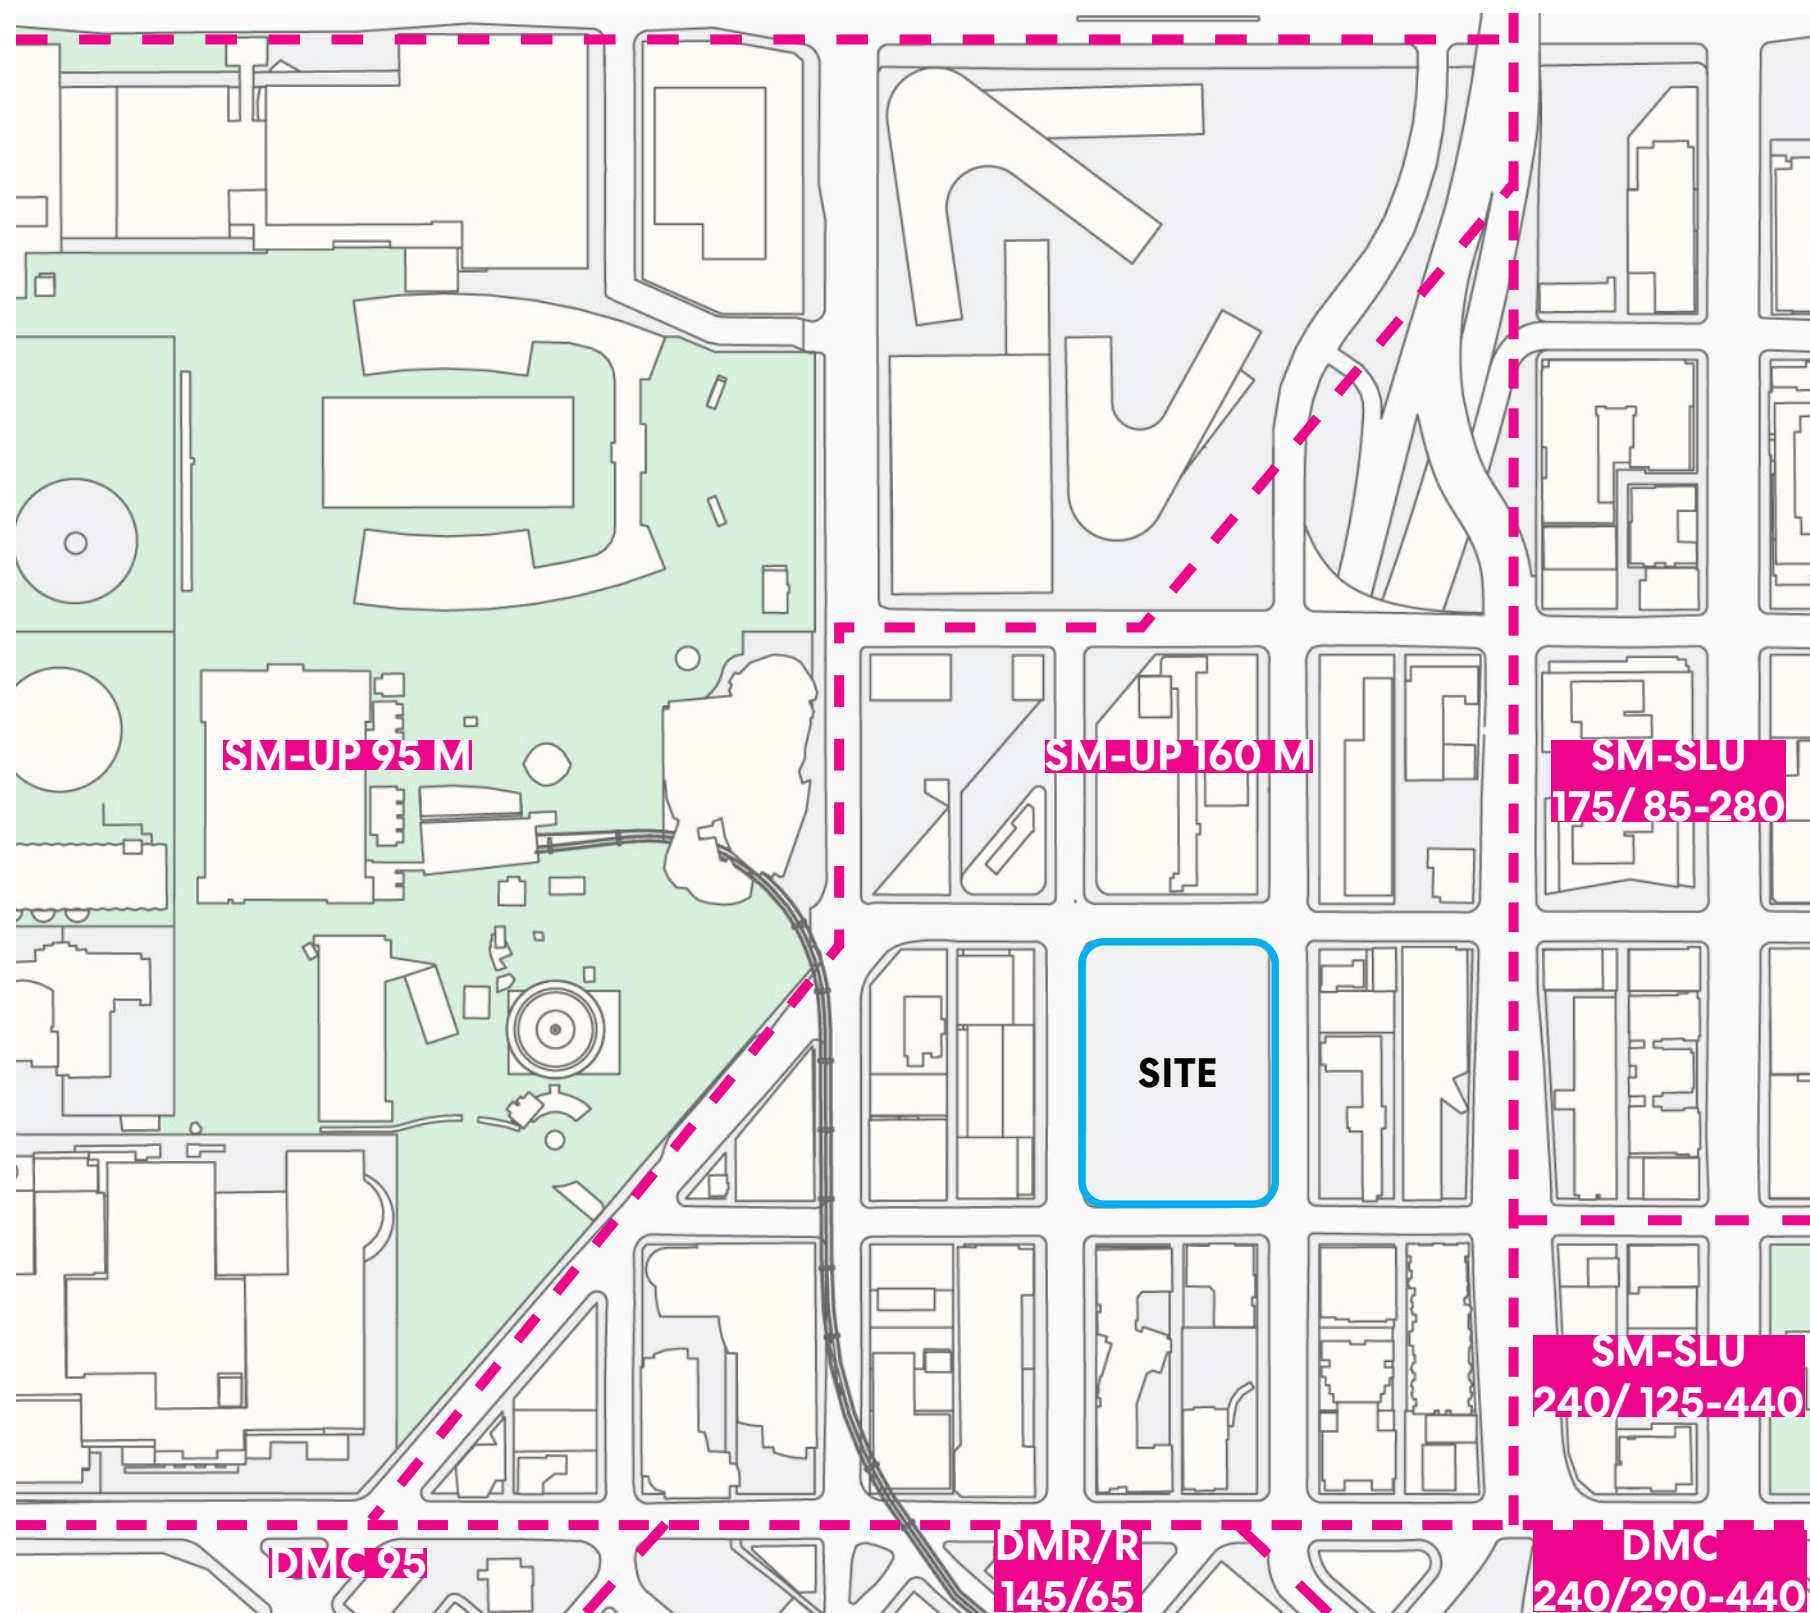 SM-UP 95 M
SM-UP 160 M
SM-SLU
175/ 85-280
SITE
SM-SLU
240/ 125-440
DMC 95
DMR/R
145/65
DMC
240/290-440